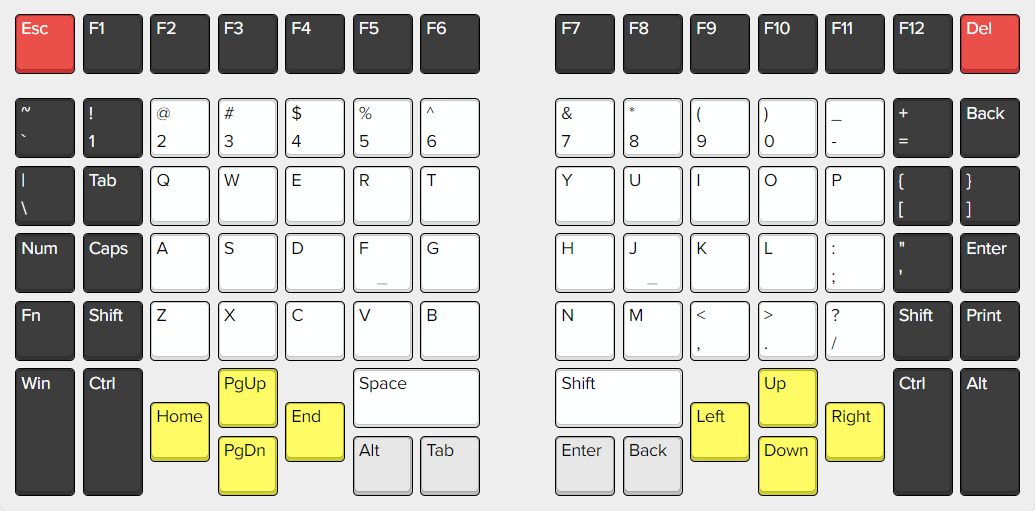 Esc F1 F2 F3 F4 F5 F6 F7 F8 F9 F10 F11 F12 Del
~ ! @ # $ % ^ & * ( ) _ + Back
` 1 2 3 4 5 6 7 8 9 0 - =
| Tab Q W E R T Y U I O P { }
\ [ ]
Num Caps A S D F G H J K L : " Enter
_ _ ; '
Fn Shift Z X C V B N M < > ? Shift Print
, . /
Win Ctrl PgUp Space Shift Up Ctrl Alt
Home End Left Right
PgDn Alt Tab Enter Back Down